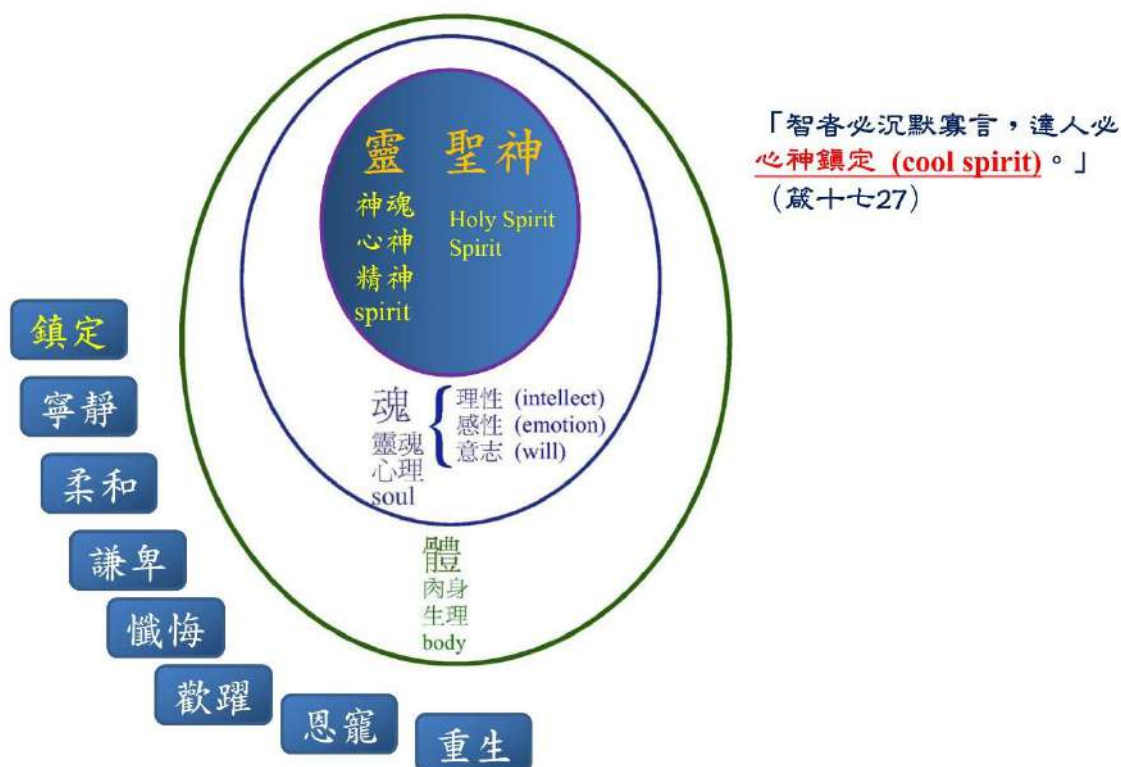 靈 聖神
神魂
心神
精神
spirit
Holy Spirit
Spirit
「智者必沉默寡言，達人必
心神鎮定 (cool spirit)。」
（箴十七27）
魂
靈魂
心理
soul
理性 (intellect)
感性 (emotion)
意志 (will)
體
肉身
生理
body
鎮定
寧靜
柔和
謙卑
懺悔
歡躍
恩寵
重生